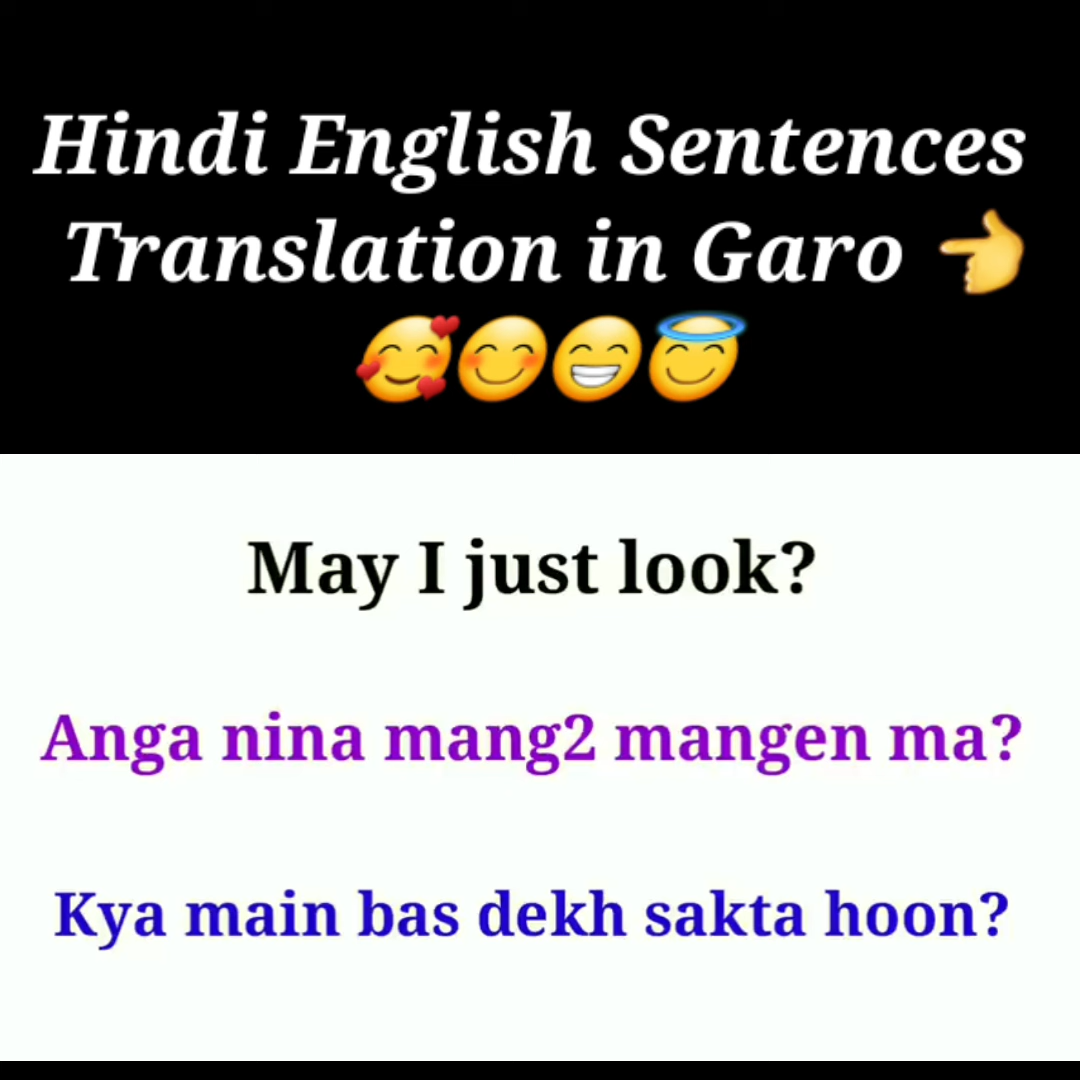 Hindi English Sentences
Translation in Garo 👈
🥰😊😁😇
May I just look?
Anga nina mang2 mangen ma?
Kya main bas dekh sakta hoon?